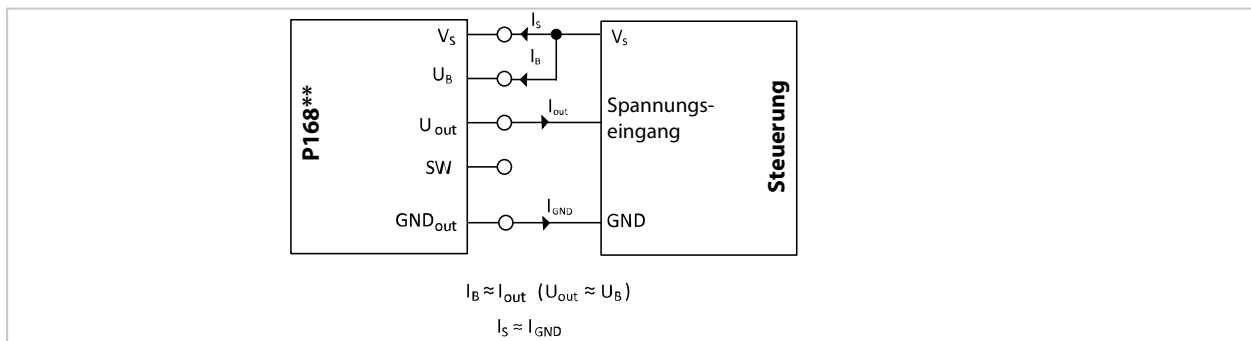 P168**
V_S
U_B
U_out
SW
GND_out
I_S
I_B
I_out
I_GND
V_S
Spannungs-
eingang
GND
Steuerung
I_B ≈ I_out (U_out ≈ U_B)
I_S ≈ I_GND